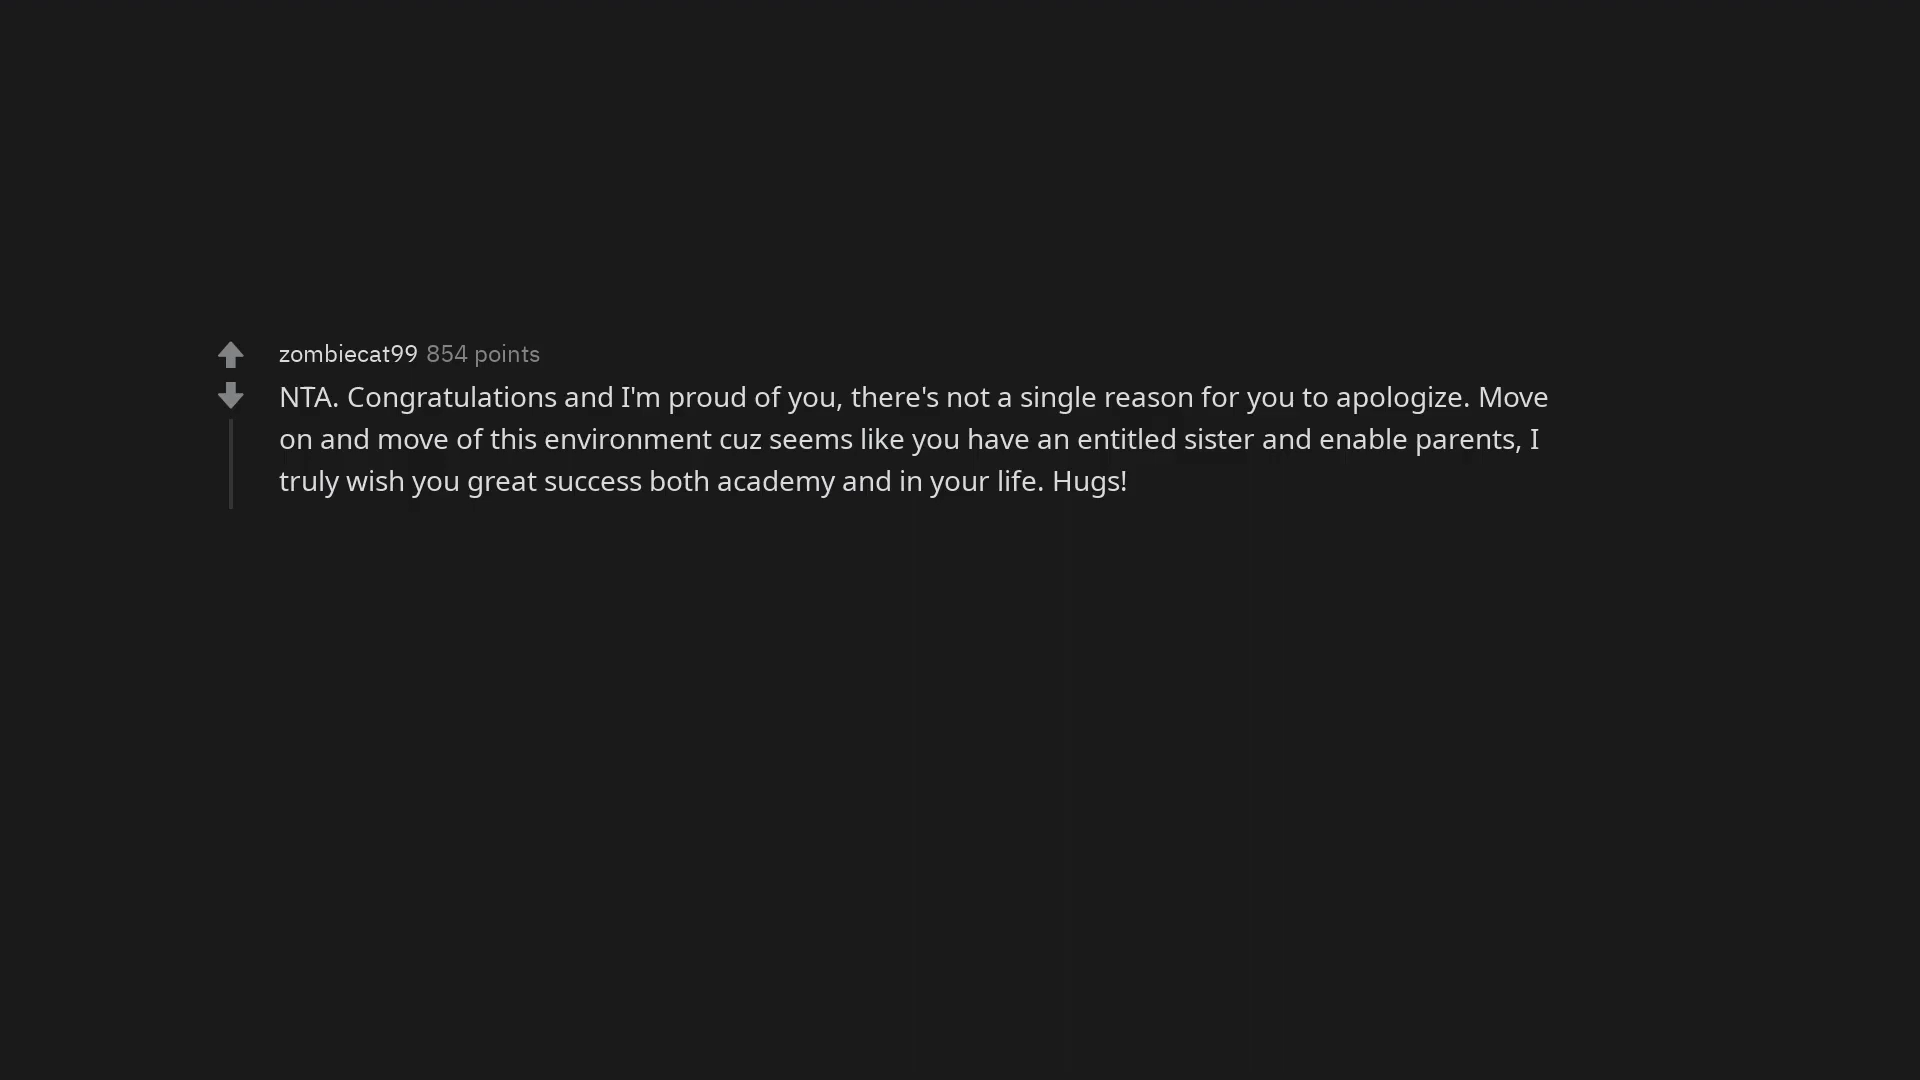 zombiecat99 854 points
NTA. Congratulations and I'm proud of you, there's not a single reason for you to apologize. Move
on and move of this environment cuz seems like you have an entitled sister and enable parents, I
truly wish you great success both academy and in your life. Hugs!